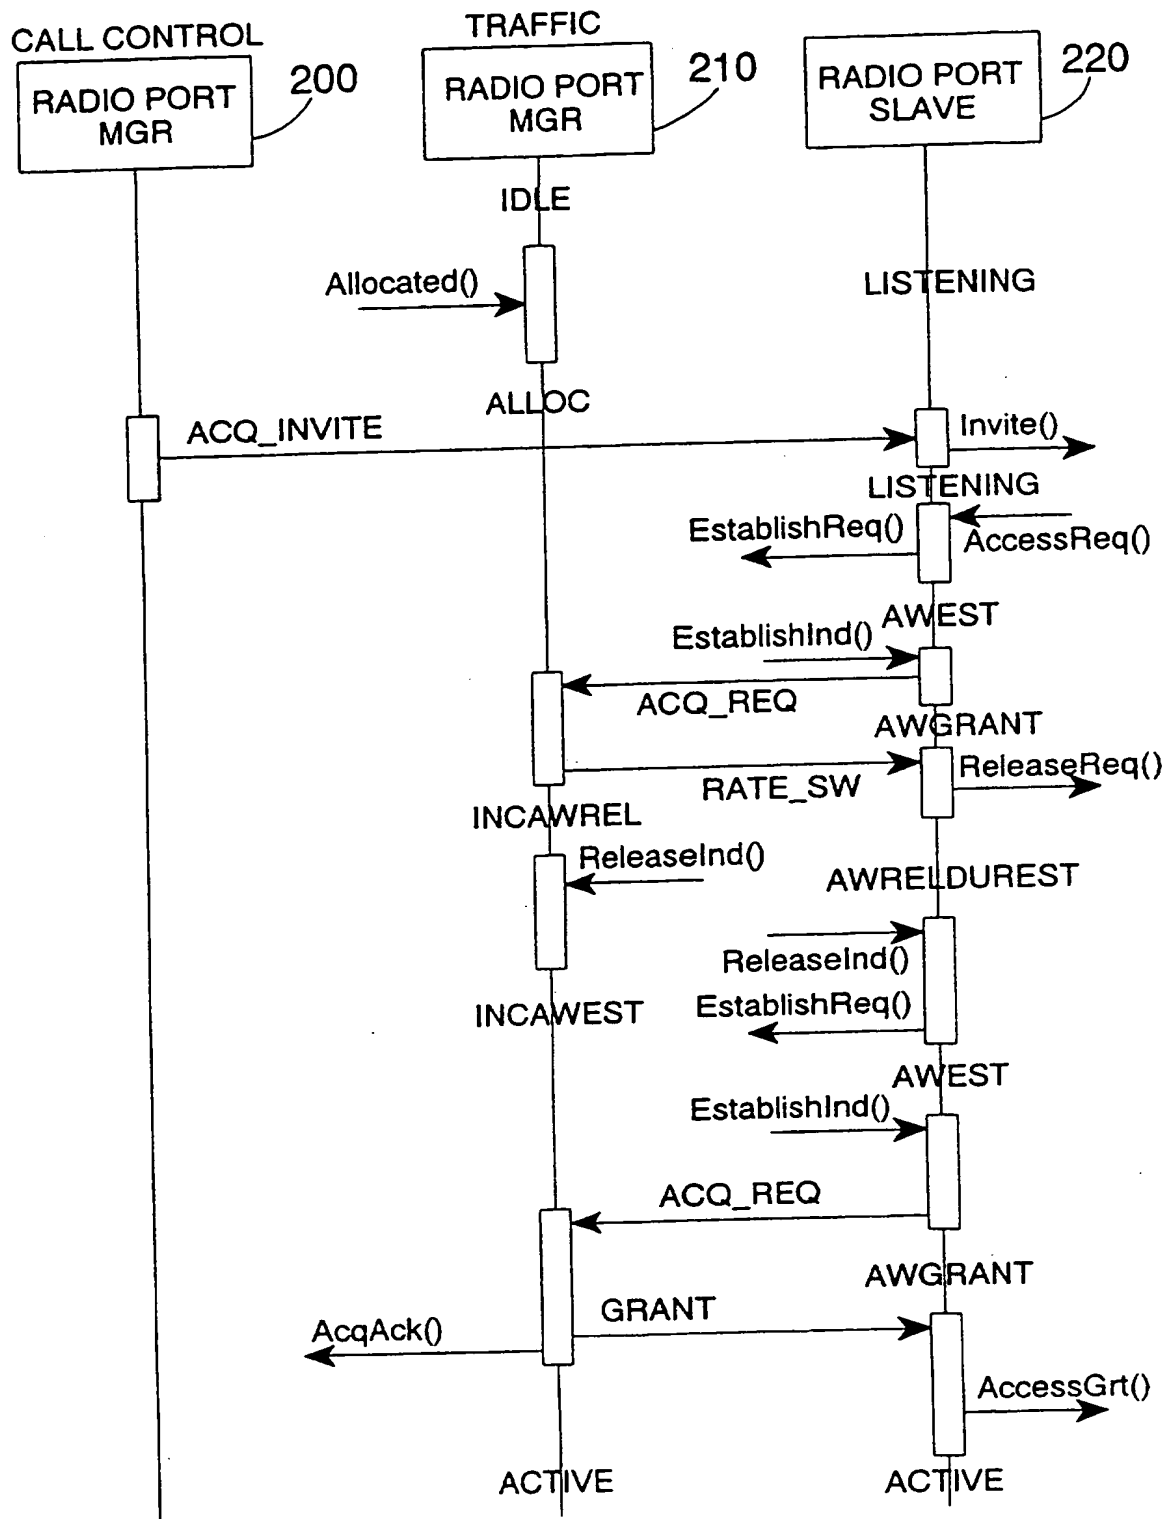 CALL CONTROL
TRAFFIC
RADIO PORT
MGR
200
RADIO PORT
MGR
210
RADIO PORT
SLAVE
220
IDLE
Allocated()
LISTENING
ALLOC
ACQ_INVITE
Invite()
LISTENING
EstablishReq()
AccessReq()
AWEST
EstablishInd()
ACQ_REQ
AWGRANT
RATE_SW
ReleaseReq()
INCAWREL
ReleaseInd()
AWRELDUREST
ReleaseInd()
EstablishReq()
INCAWEST
AWEST
EstablishInd()
ACQ_REQ
AWGRANT
GRANT
AcqAck()
AccessGrt()
ACTIVE
ACTIVE